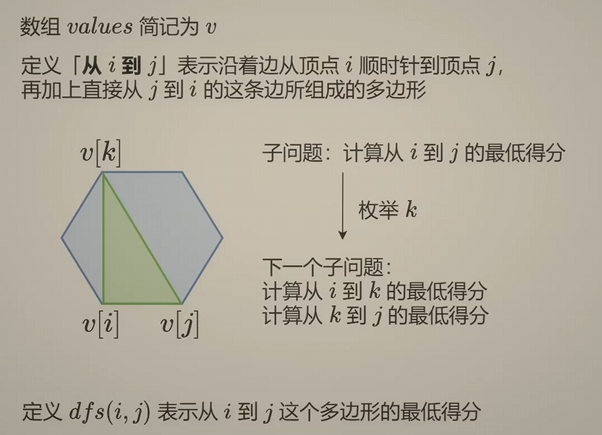 数组 values 简记为 v
定义「从 i 到 j」表示沿着边从顶点 i 顺时针到顶点 j,
再加上直接从 j 到 i 的这条边所组成的多边形
v[k]
子问题：计算从 i 到 j 的最低得分
枚举 k
下一个子问题：
计算从 i 到 k 的最低得分
计算从 k 到 j 的最低得分
v[i] v[j]
定义 dfs(i, j) 表示从 i 到 j 这个多边形的最低得分